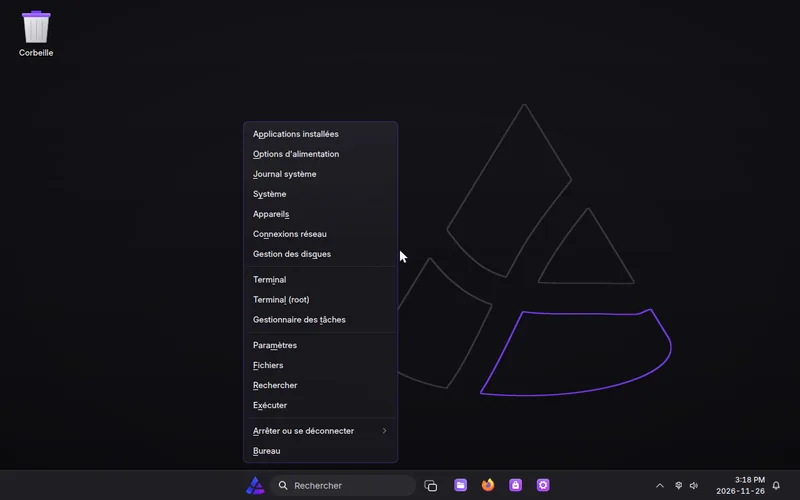 Corbeille
Applications installées
Options d'alimentation
Journal système
Système
Appareils
Connexions réseau
Gestion des disques
Terminal
Terminal (root)
Gestionnaire des tâches
Paramètres
Fichiers
Rechercher
Exécuter
Arrêter ou se déconnecter
Bureau
Rechercher
3:18 PM
2026-11-26